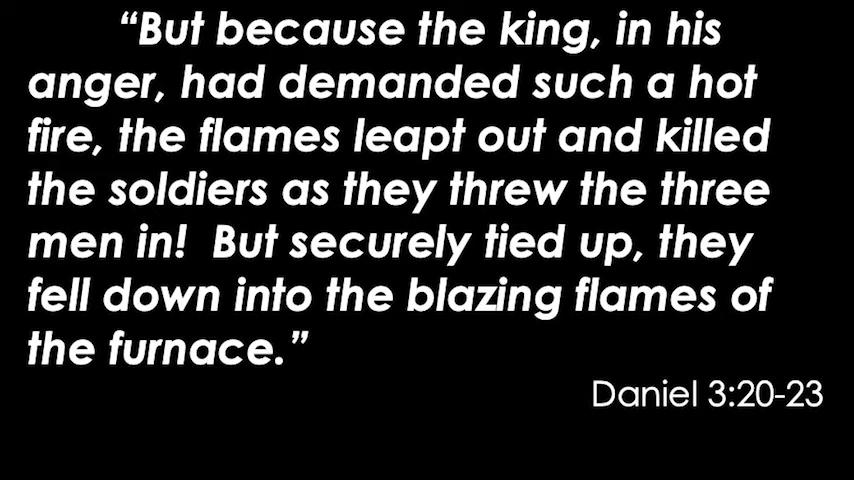 “But because the king, in his
anger, had demanded such a hot
fire, the flames leapt out and killed
the soldiers as they threw the three
men in!  But securely tied up, they
fell down into the blazing flames of
the furnace.”
Daniel 3:20-23